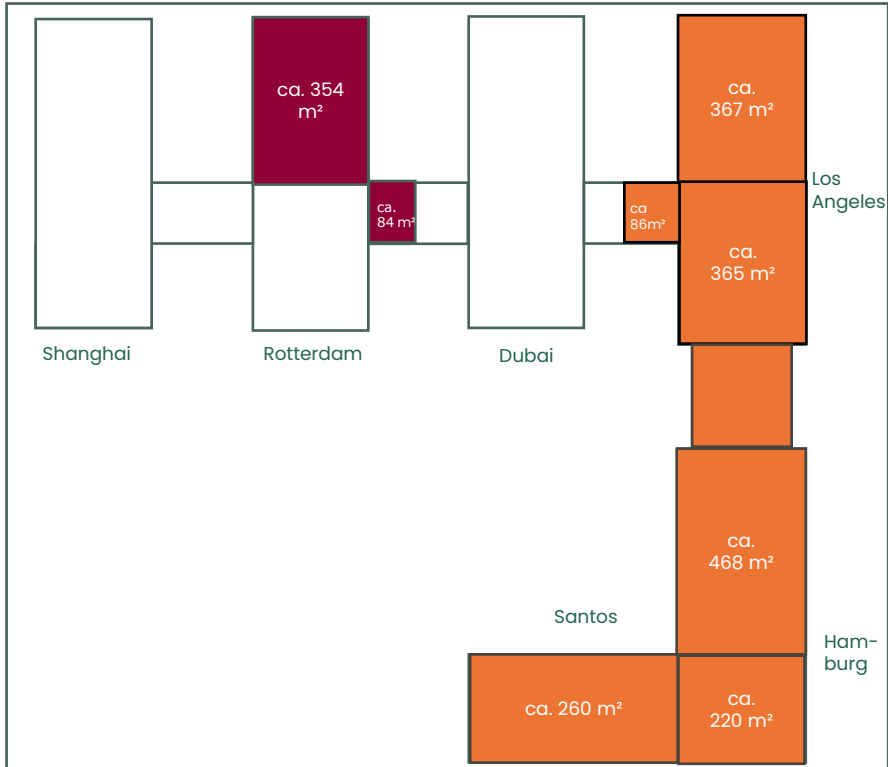 ca. 354
m²
ca.
367 m²
Los
Angeles
ca.
84 m²
ca
86m²
ca.
365 m²
Shanghai
Rotterdam
Dubai
ca.
468 m²
Santos
Ham-
burg
ca. 260 m²
ca.
220 m²